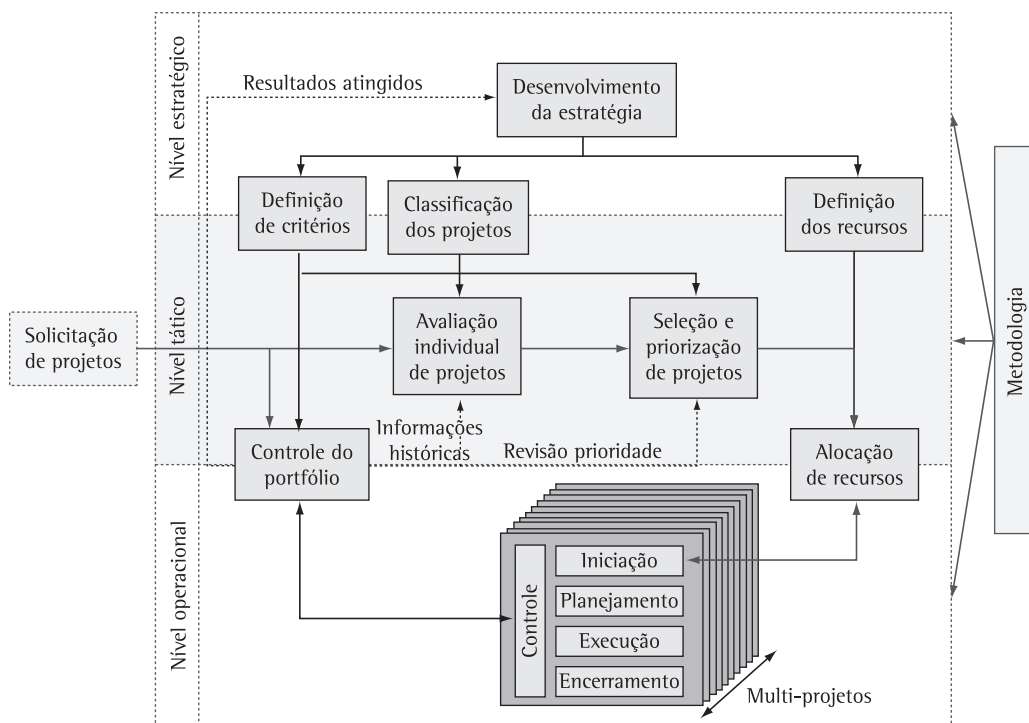 Nível estratégico
Resultados atingidos
Desenvolvimento
da estratégia
Definição
de critérios
Classificação
dos projetos
Definição
dos recursos
Nível tático
Solicitação
de projetos
Avaliação
individual
de projetos
Seleção e
priorização
de projetos
Metodologia
Informações
históricas
Revisão prioridade
Controle do
portfólio
Alocação
de recursos
Nível operacional
Controle
Iniciação
Planejamento
Execução
Encerramento
Multi-projetos